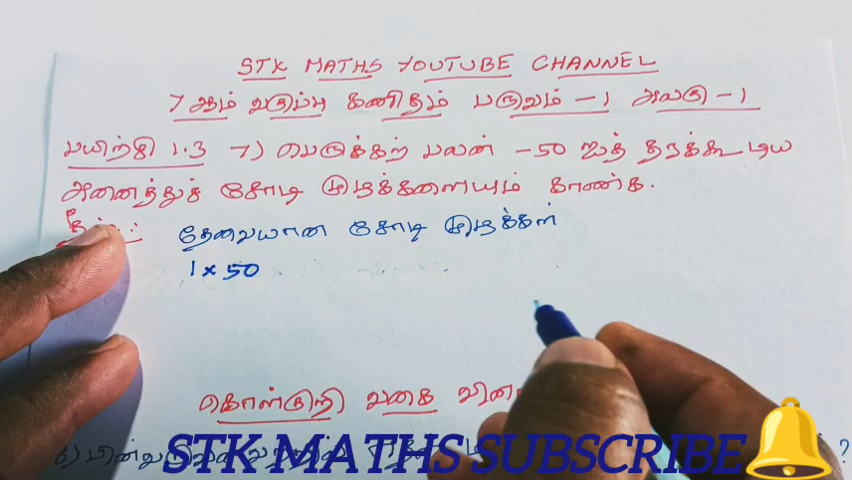 STK MATHS YOUTUBE CHANNEL
7 ஆம் வகுப்பு கணிதம் பருவம் -1 அலகு -1
பயிற்சி 1.3 7) பெருக்கற் பலன் -50 ஐத் தரக்கூடிய
அனைத்துச் சோடி முழுக்களையும் காண்க.
தேவையான சோடி முழுக்கள்
1 × 50
கொள்குறி வகை
STK MATHS SUBSCRIBE